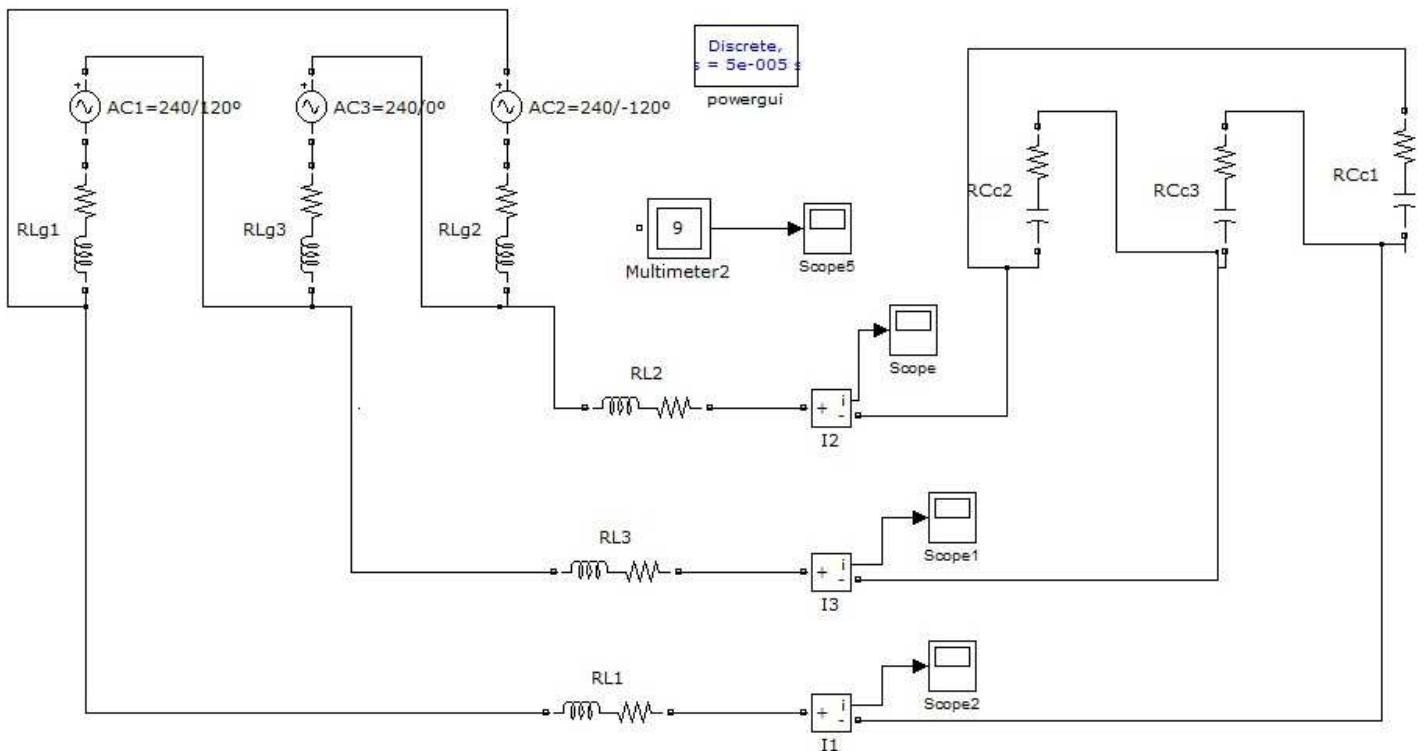 Discrete,
s = 5e-005 s
powergui
AC1=240/120º
AC3=240/0º
AC2=240/-120º
RLg1
RLg3
RLg2
9
Multimeter2
Scope5
RCc2
RCc3
RCc1
Scope
RL2
+
i
-
I2
Scope1
RL3
+
i
-
I3
Scope2
RL1
+
i
-
I1